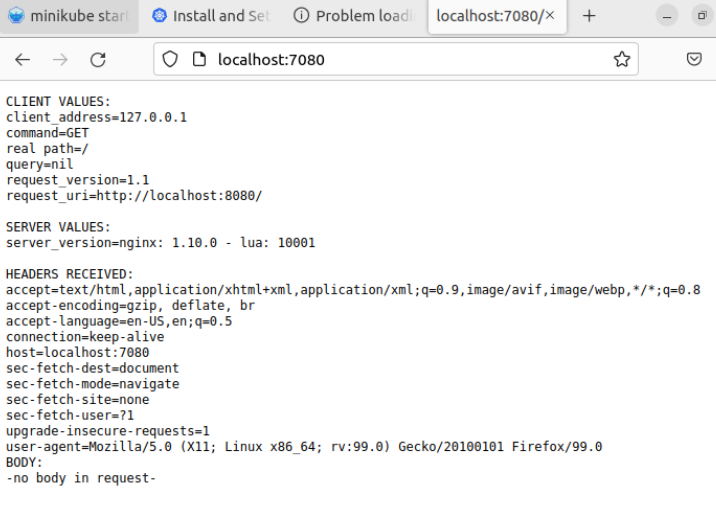 minikube star
Install and Set
Problem loadi
localhost:7080/
localhost:7080
CLIENT VALUES:
client_address=127.0.0.1
command=GET
real path=/
query=nil
request_version=1.1
request_uri=http://localhost:8080/
SERVER VALUES:
server_version=nginx: 1.10.0 - lua: 10001
HEADERS RECEIVED:
accept=text/html,application/xhtml+xml,application/xml;q=0.9,image/avif,image/webp,*/*;q=0.8
accept-encoding=gzip, deflate, br
accept-language=en-US,en;q=0.5
connection=keep-alive
host=localhost:7080
sec-fetch-dest=document
sec-fetch-mode=navigate
sec-fetch-site=none
sec-fetch-user=?1
upgrade-insecure-requests=1
user-agent=Mozilla/5.0 (X11; Linux x86_64; rv:99.0) Gecko/20100101 Firefox/99.0
BODY:
-no body in request-